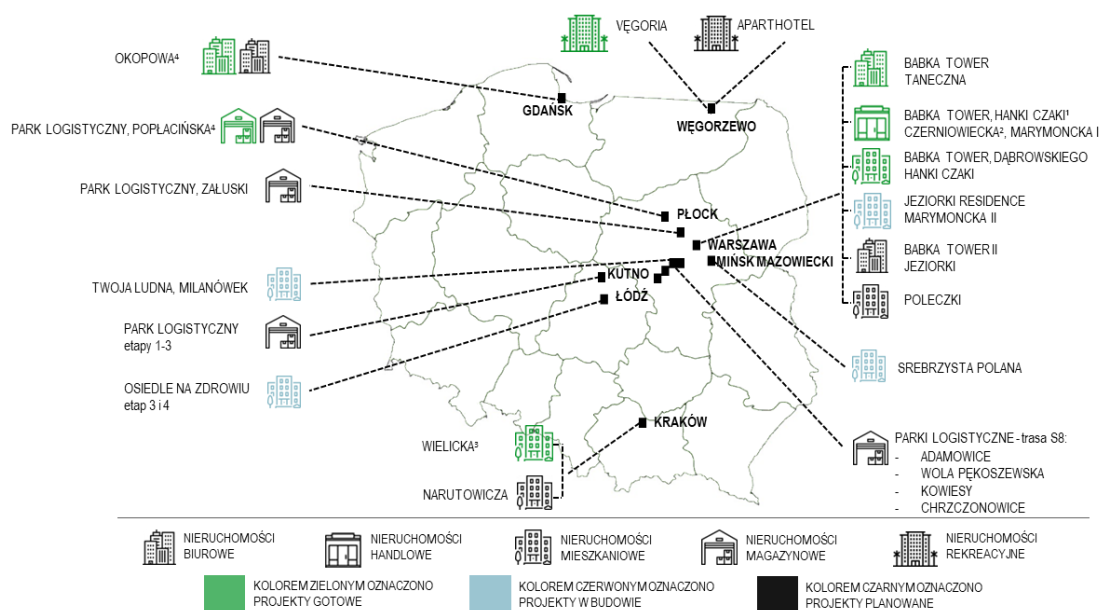 VĘGORIA
APARTHOTEL
OKOPOWA⁴
GDAŃSK
WĘGORZEWO
BABKA TOWER
TANECZNA
BABKA TOWER, HANKI CZAKI¹
CZERNIOWIECKA², MARYMONCKA I
BABKA TOWER, DĄBROWSKIEGO
HANKI CZAKI
JEZIORKI RESIDENCE
MARYMONCKA II
BABKA TOWER II
JEZIORKI
POLECZKI
PARK LOGISTYCZNY, POPŁACIŃSKA⁴
PARK LOGISTYCZNY, ZAŁUSKI
PŁOCK
WARSZAWA
MIŃSK MAZOWIECKI
KUTNO
ŁÓDŹ
TWOJA LUDNA, MILANÓWEK
PARK LOGISTYCZNY
etapy 1-3
OSIEDLE NA ZDROWIU
etap 3 i 4
SREBRZYSTA POLANA
KRAKÓW
WIELICKA³
NARUTOWICZA
PARKI LOGISTYCZNE - trasa S8:
- ADAMOWICE
- WOLA PĘKOSZEWSKA
- KOWIESY
- CHRZCZONOWICE
NIERUCHOMOŚCI
BIUROWE
NIERUCHOMOŚCI
HANDLOWE
NIERUCHOMOŚCI
MIESZKANIOWE
NIERUCHOMOŚCI
MAGAZYNOWE
NIERUCHOMOŚCI
REKREACYJNE
KOLOREM ZIELONYM OZNACZONO
PROJEKTY GOTOWE
KOLOREM CZERWONYM OZNACZONO
PROJEKTY W BUDOWIE
KOLOREM CZARNYM OZNACZONO
PROJEKTY PLANOWANE